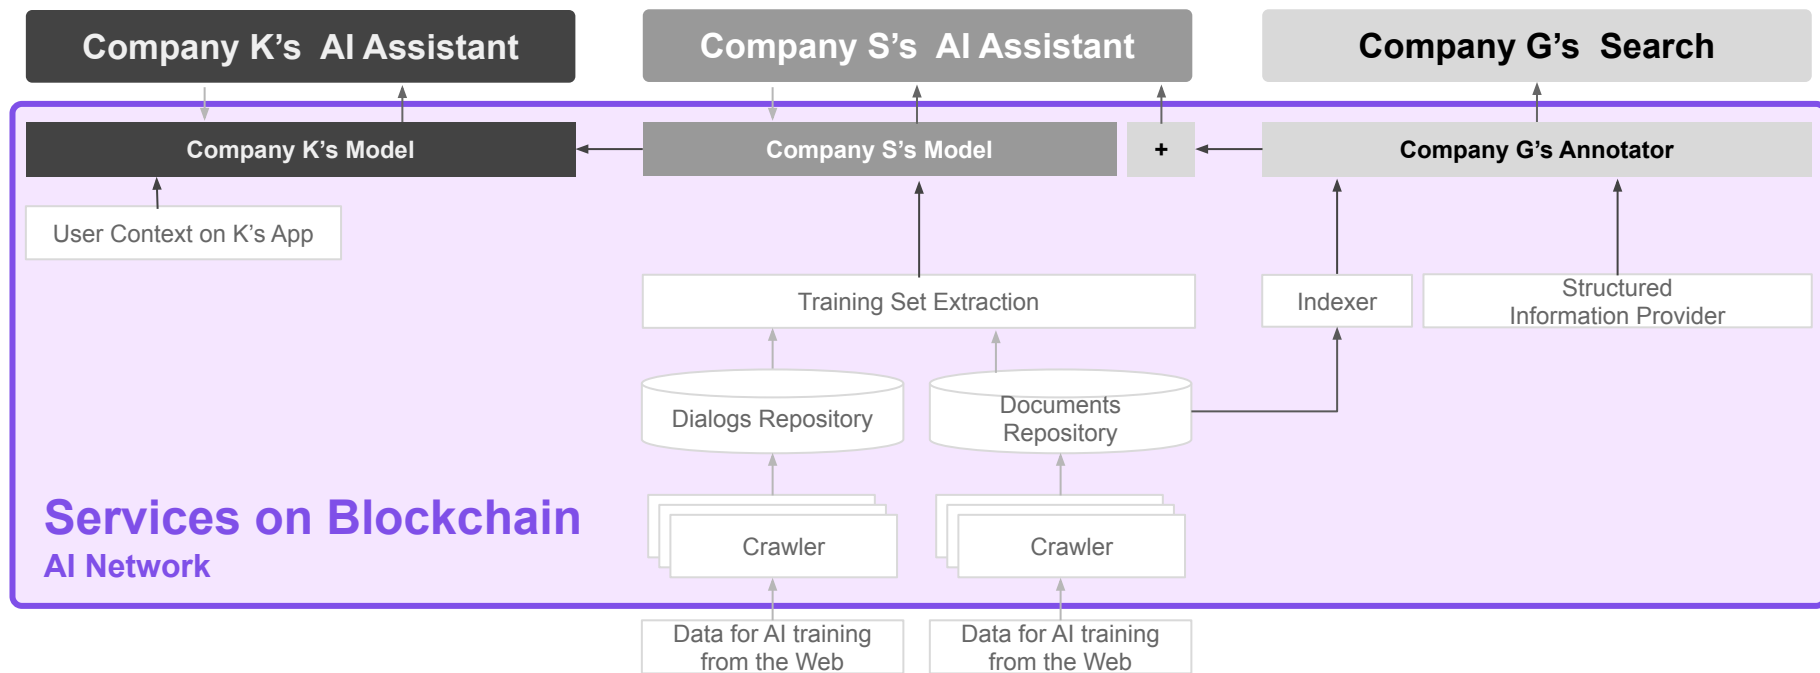 Company K's  AI Assistant
Company S's  AI Assistant
Company G's  Search
Company K's Model
Company S's Model
+
Company G's Annotator
User Context on K's App
Training Set Extraction
Indexer
Structured
Information Provider
Dialogs Repository
Documents
Repository
Services on Blockchain
AI Network
Crawler
Crawler
Data for AI training
from the Web
Data for AI training
from the Web